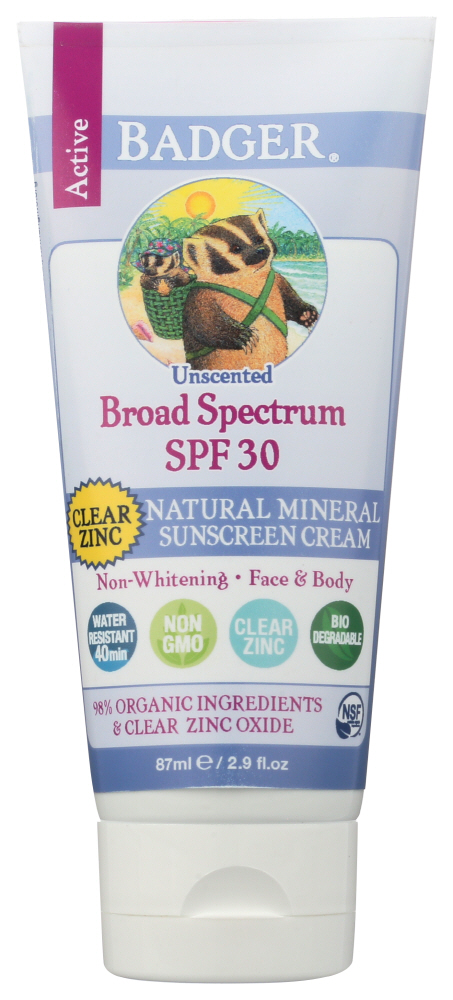 Active
BADGER®
Unscented
Broad Spectrum
SPF 30
CLEAR
ZINC
NATURAL MINERAL
SUNSCREEN CREAM
Non-Whitening • Face & Body
WATER
RESISTANT
40min
NON
GMO
CLEAR
ZINC
BIO
DEGRADABLE
98% ORGANIC INGREDIENTS
& CLEAR ZINC OXIDE
NSF
87ml ℮ / 2.9 fl.oz